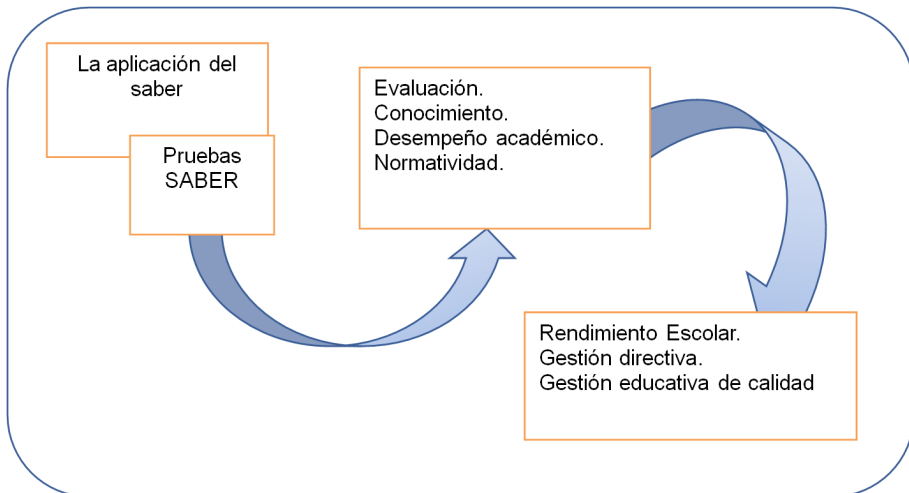 La aplicación del
saber
Pruebas
SABER
Evaluación.
Conocimiento.
Desempeño académico.
Normatividad.
Rendimiento Escolar.
Gestión directiva.
Gestión educativa de calidad